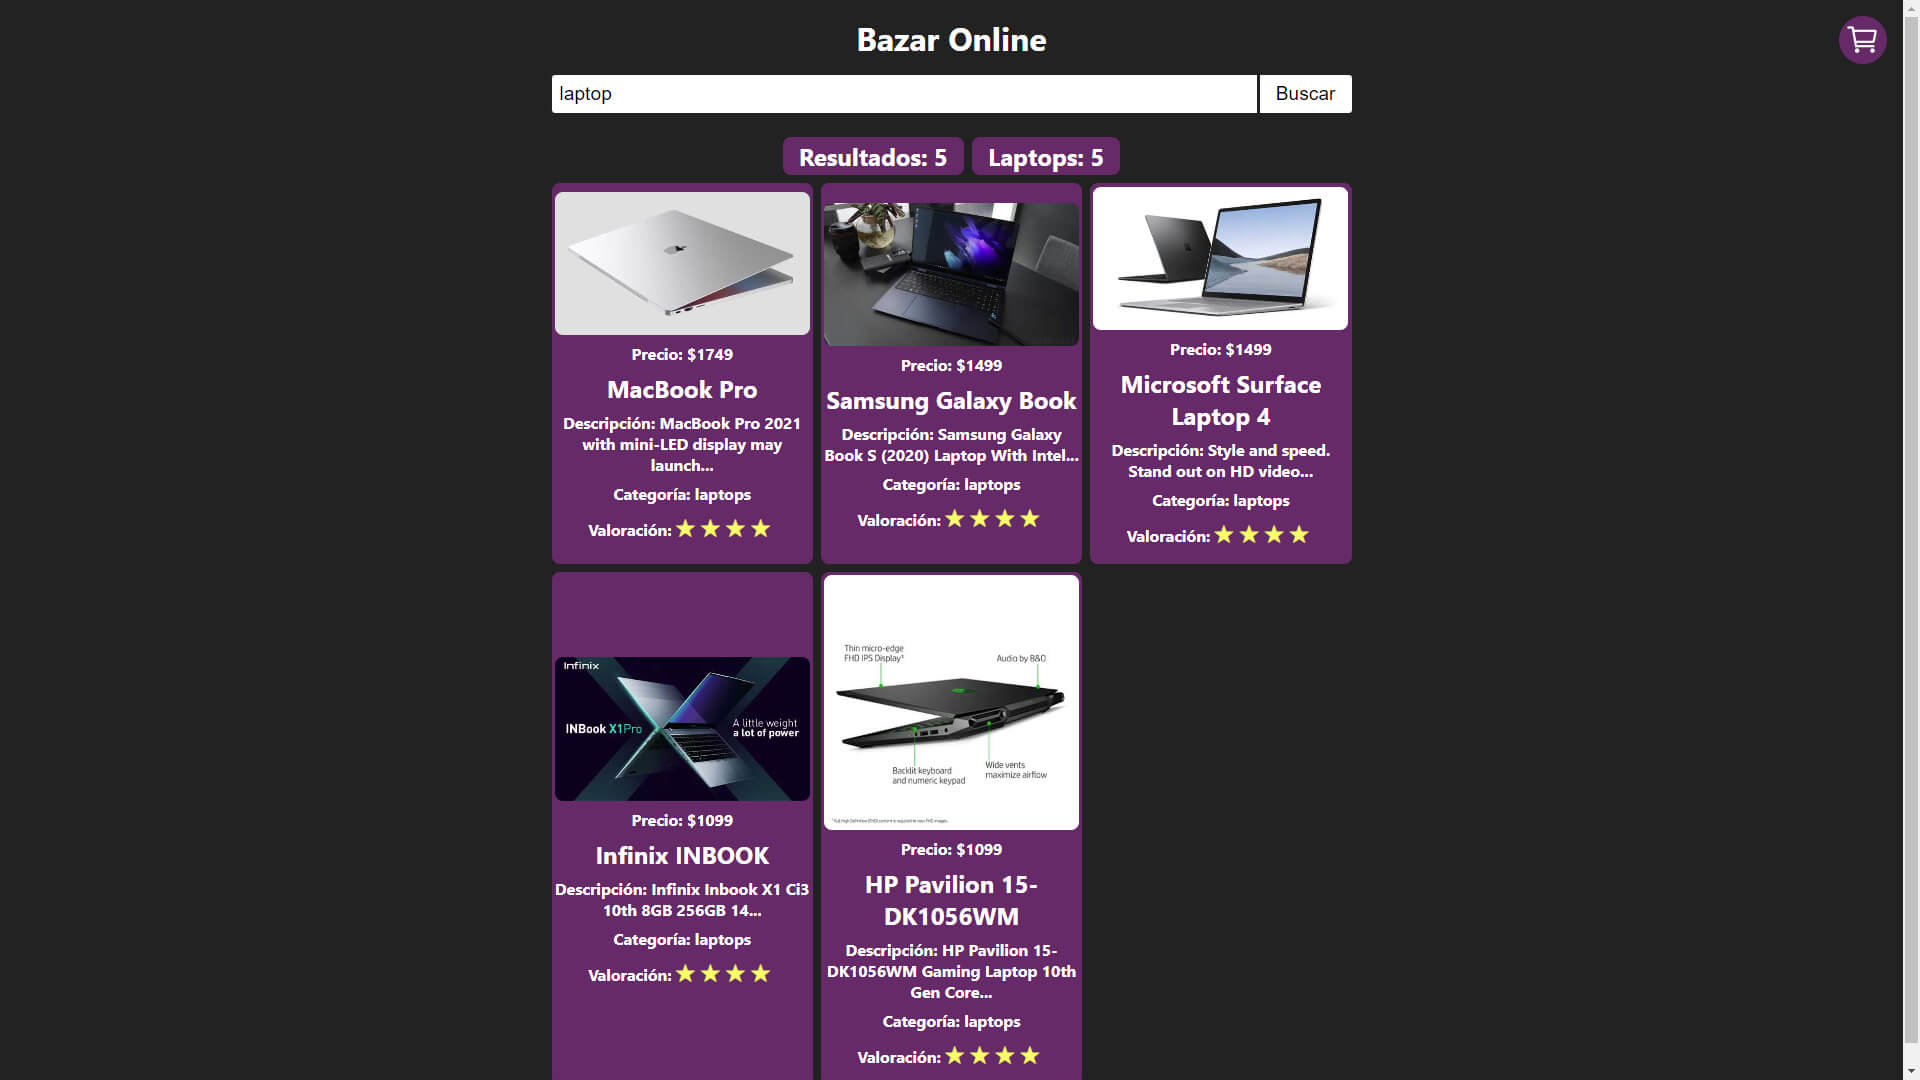 Bazar Online
laptop
Buscar
Resultados: 5
Laptops: 5
Precio: $1749
MacBook Pro
Descripción: MacBook Pro 2021
with mini-LED display may
launch...
Categoría: laptops
Valoración: ★ ★ ★ ★
Precio: $1499
Samsung Galaxy Book
Descripción: Samsung Galaxy
Book S (2020) Laptop With Intel...
Categoría: laptops
Valoración: ★ ★ ★ ★
Precio: $1499
Microsoft Surface
Laptop 4
Descripción: Style and speed.
Stand out on HD video...
Categoría: laptops
Valoración: ★ ★ ★ ★
Infinix
INBook X1Pro
A little weight
a lot of power
Precio: $1099
Infinix INBOOK
Descripción: Infinix Inbook X1 Ci3
10th 8GB 256GB 14...
Categoría: laptops
Valoración: ★ ★ ★ ★
Thin micro-edge
FHD IPS Display¹
Audio by B&O
Backlit keyboard
and numeric keypad
Wide vents
maximize airflow
Precio: $1099
HP Pavilion 15-
DK1056WM
Descripción: HP Pavilion 15-
DK1056WM Gaming Laptop 10th
Gen Core...
Categoría: laptops
Valoración: ★ ★ ★ ★